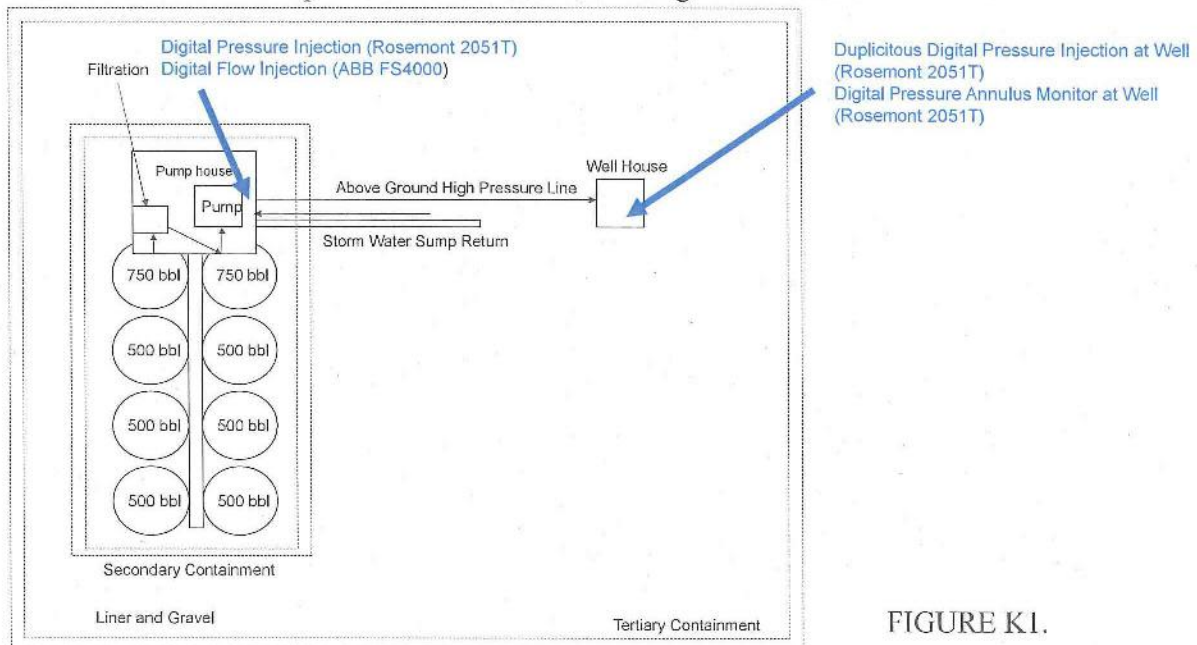 Digital Pressure Injection (Rosemont 2051T)
Filtration Digital Flow Injection (ABB FS4000)
Duplicitous Digital Pressure Injection at Well
(Rosemont 2051T)
Digital Pressure Annulus Monitor at Well
(Rosemont 2051T)
Pump house
Pump
Above Ground High Pressure Line
Well House
Storm Water Sump Return
750 bbl 750 bbl
500 bbl 500 bbl
500 bbl 500 bbl
500 bbl 500 bbl
Secondary Containment
Liner and Gravel
Tertiary Containment
FIGURE K1.